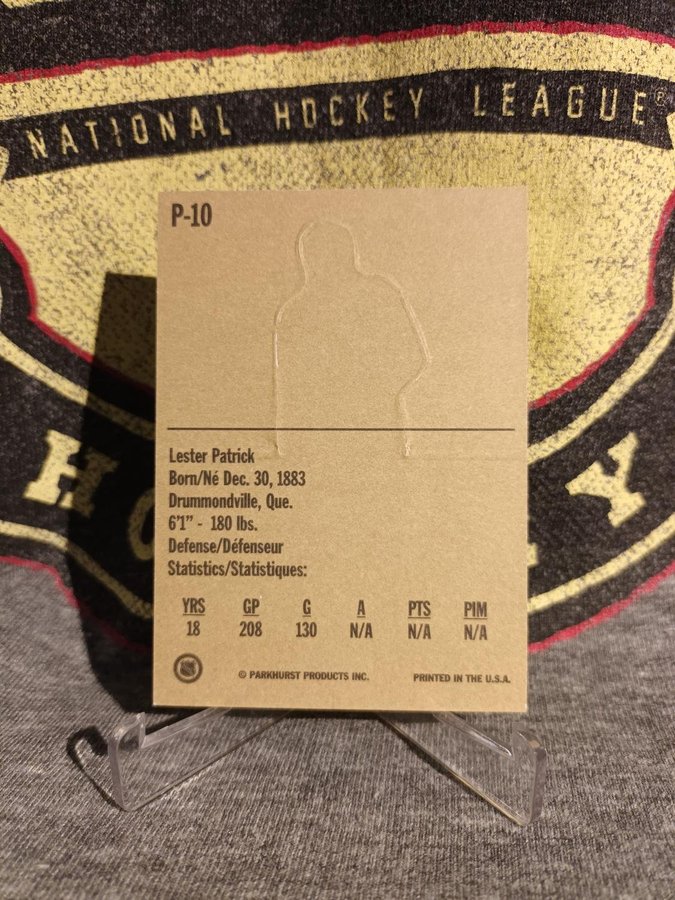 NATIONAL HOCKEY LEAGUE®
P-10
Lester Patrick
Born/Né Dec. 30, 1883
Drummondville, Que.
6'1" - 180 lbs.
Defense/Défenseur
Statistics/Statistiques:
YRS GP G A PTS PIM
18 208 130 N/A N/A N/A
© PARKHURST PRODUCTS INC. PRINTED IN THE U.S.A.
H O Y